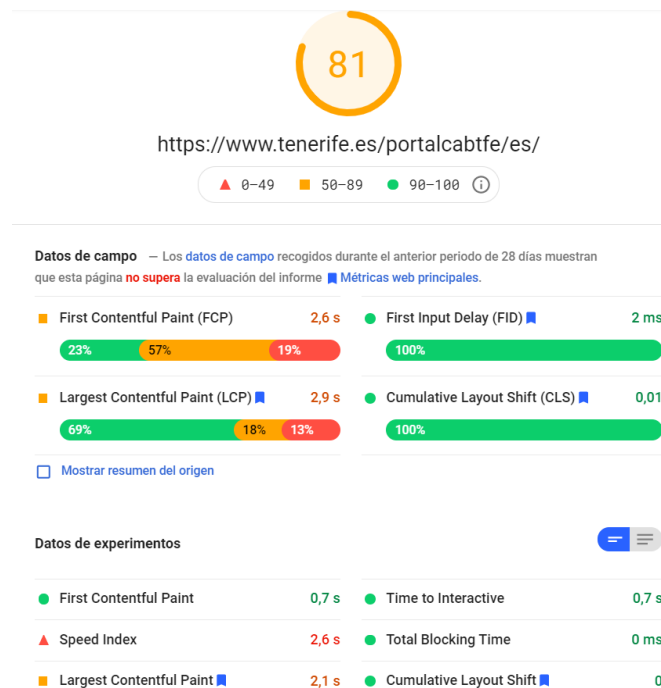 81
https://www.tenerife.es/portalcabtfe/es/
0–49 50–89 90–100
Datos de campo — Los datos de campo recogidos durante el anterior periodo de 28 días muestran
que esta página no supera la evaluación del informe Métricas web principales.
First Contentful Paint (FCP) 2,6 s
23% 57% 19%
First Input Delay (FID) 2 ms
100%
Largest Contentful Paint (LCP) 2,9 s
69% 18% 13%
Cumulative Layout Shift (CLS) 0,01
100%
Mostrar resumen del origen
Datos de experimentos
First Contentful Paint 0,7 s
Time to Interactive 0,7 s
Speed Index 2,6 s
Total Blocking Time 0 ms
Largest Contentful Paint 2,1 s
Cumulative Layout Shift 0